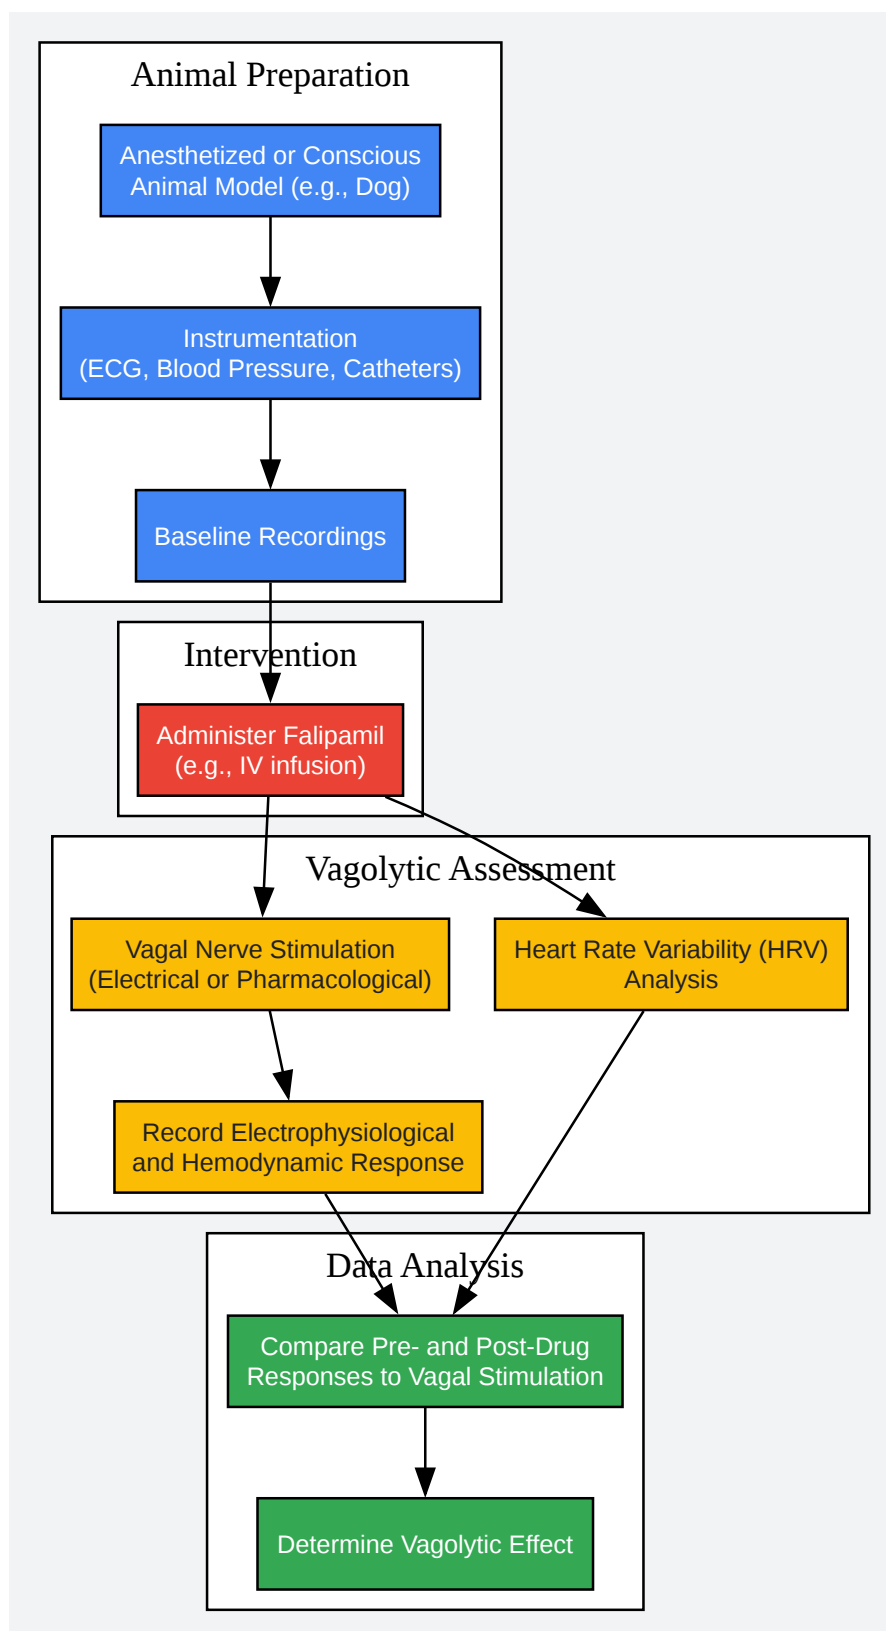 Animal Preparation
Anesthetized or Conscious
Animal Model (e.g., Dog)
Instrumentation
(ECG, Blood Pressure, Catheters)
Baseline Recordings
Intervention
Administer Falipamil
(e.g., IV infusion)
Vagolytic Assessment
Vagal Nerve Stimulation
(Electrical or Pharmacological)
Heart Rate Variability (HRV)
Analysis
Record Electrophysiological
and Hemodynamic Response
Data Analysis
Compare Pre- and Post-Drug
Responses to Vagal Stimulation
Determine Vagolytic Effect